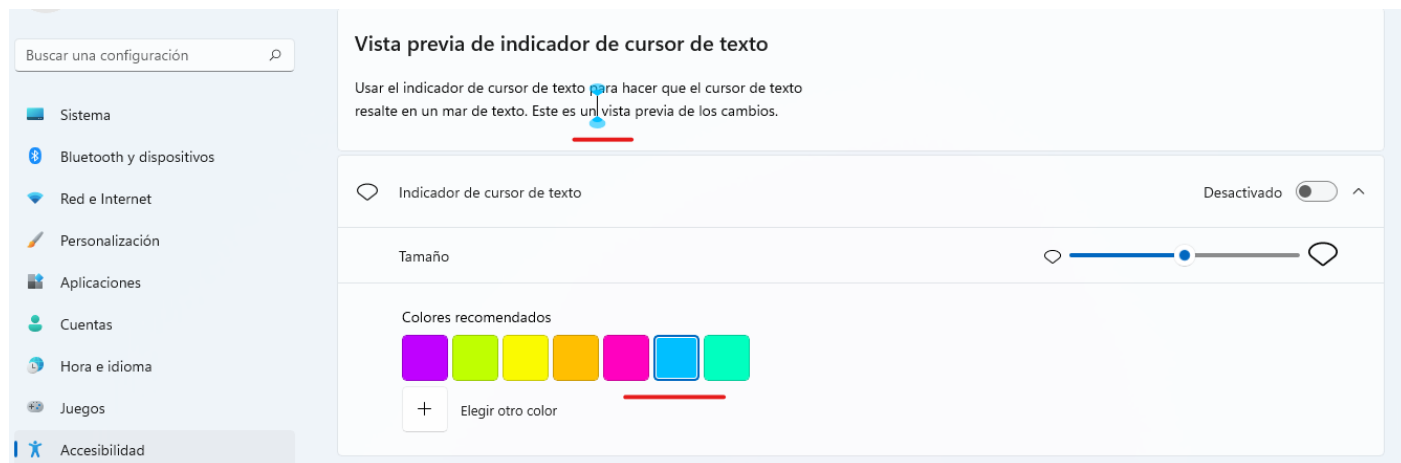 Buscar una configuración
Sistema
Bluetooth y dispositivos
Red e Internet
Personalización
Aplicaciones
Cuentas
Hora e idioma
Juegos
Accesibilidad
Vista previa de indicador de cursor de texto
Usar el indicador de cursor de texto para hacer que el cursor de texto
resalte en un mar de texto. Este es un vista previa de los cambios.
Indicador de cursor de texto
Desactivado
Tamaño
Colores recomendados
Elegir otro color